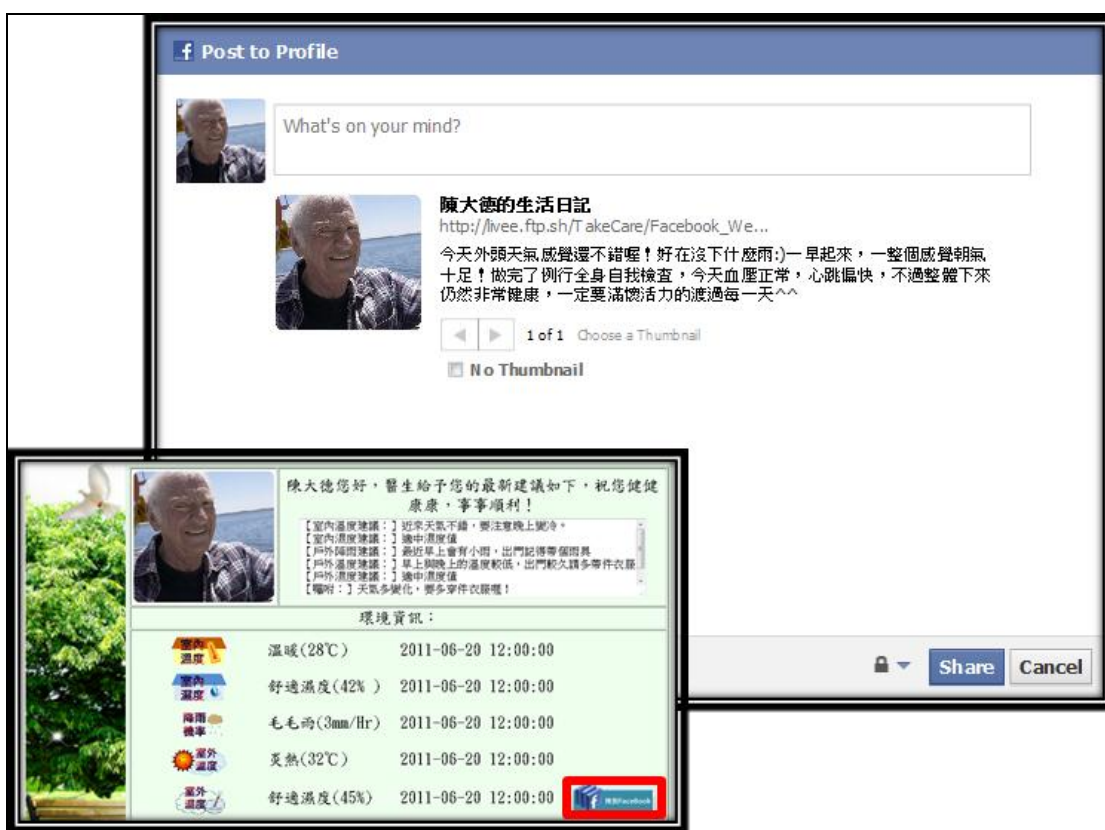 Post to Profile
What's on your mind?
陳大德的生活日記
http://livee.ftp.sh/TakeCare/Facebook_We...
今天外頭天氣感覺還不錯喔！好在沒下什麼雨:)一早起來，一整個感覺朝氣
十足！做完了例行全身自我檢查，今天血壓正常，心跳偏快，不過整體下來
仍然非常健康，一定要滿懷活力的渡過每一天^^
1 of 1 Choose a Thumbnail
No Thumbnail
Share Cancel
陳大德您好，醫生給予您的最新建議如下，祝您健健
康康，事事順利！
【室內溫度建議：】近來天氣不錯，要注意晚上變冷。
【室內濕度建議：】適中濕度值
【戶外降雨建議：】最近早上會有小雨，出門記得帶個雨具
【戶外溫度建議：】早上與晚上的溫度較低，出門較久請多帶件衣服
【戶外濕度建議：】適中濕度值
【囑咐：】天氣多變化，要多穿件衣服喔！
環境資訊：
室內
溫度 溫暖(28℃) 2011-06-20 12:00:00
室內
濕度 舒適濕度(42% ) 2011-06-20 12:00:00
降雨
機率 毛毛雨(3mm/Hr) 2011-06-20 12:00:00
室外
溫度 炎熱(32℃) 2011-06-20 12:00:00
室外
濕度 舒適濕度(45%) 2011-06-20 12:00:00 Facebook